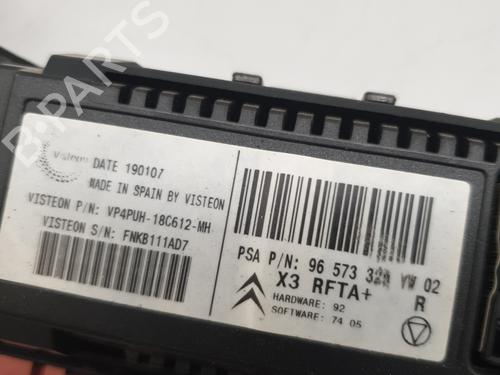 B-PARTS
Visteon
DATE 190107
MADE IN SPAIN BY VISTEON
VISTEON P/N: VP4PUH-18C612-MH
VISTEON S/N: FNKB111AD7
PSA P/N: 96 573 328 YW 02
X3 RFTA+ R
HARDWARE: 92
SOFTWARE: 74 05